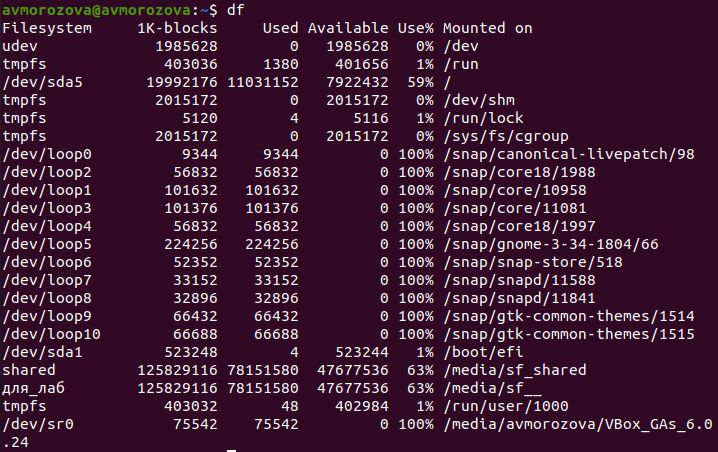 avmorozova@avmorozova:~$ df
Filesystem     1K-blocks     Used Available Use% Mounted on
udev             1985628        0   1985628   0% /dev
tmpfs             403036     1380    401656   1% /run
/dev/sda5       19992176 11031152   7922432  59% /
tmpfs            2015172        0   2015172   0% /dev/shm
tmpfs               5120        4      5116   1% /run/lock
tmpfs            2015172        0   2015172   0% /sys/fs/cgroup
/dev/loop0          9344     9344         0 100% /snap/canonical-livepatch/98
/dev/loop2         56832    56832         0 100% /snap/core18/1988
/dev/loop1        101632   101632         0 100% /snap/core/10958
/dev/loop3        101376   101376         0 100% /snap/core/11081
/dev/loop4         56832    56832         0 100% /snap/core18/1997
/dev/loop5        224256   224256         0 100% /snap/gnome-3-34-1804/66
/dev/loop6         52352    52352         0 100% /snap/snap-store/518
/dev/loop7         33152    33152         0 100% /snap/snapd/11588
/dev/loop8         32896    32896         0 100% /snap/snapd/11841
/dev/loop9         66432    66432         0 100% /snap/gtk-common-themes/1514
/dev/loop10        66688    66688         0 100% /snap/gtk-common-themes/1515
/dev/sda1         523248        4    523244   1% /boot/efi
shared         125829116 78151580  47677536  63% /media/sf_shared
для_лаб        125829116 78151580  47677536  63% /media/sf__
tmpfs             403032       48    402984   1% /run/user/1000
/dev/sr0           75542    75542         0 100% /media/avmorozova/VBox_GAs_6.0
.24